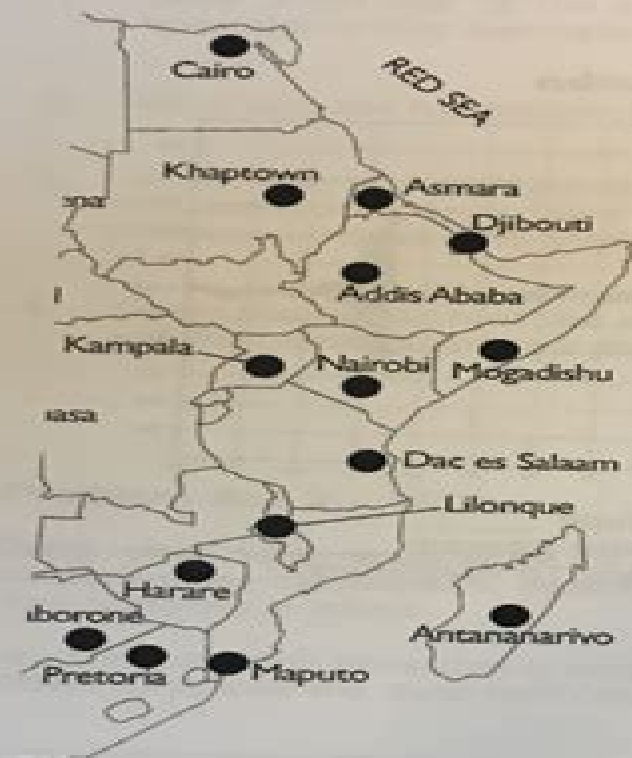 Cairo
RED SEA
Khaptown
Asmara
Djibouti
Addis Ababa
Kampala
Nairobi
Mogadishu
Dac es Salaam
Lilonque
Harare
Antananarivo
iborone
Pretoria
Maputo